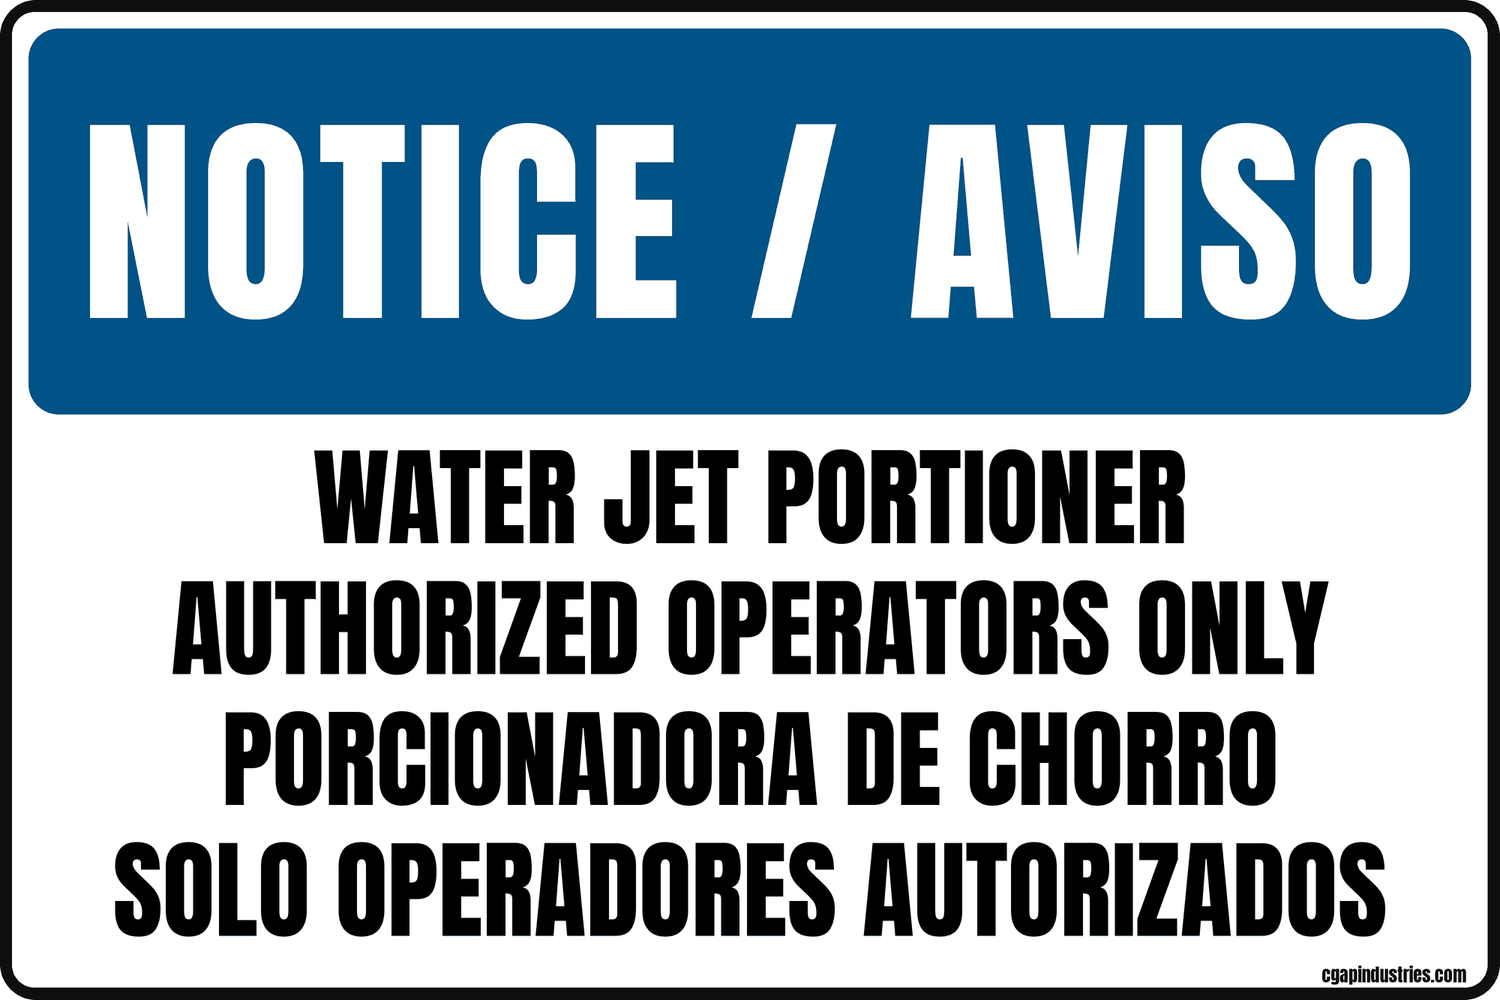 NOTICE / AVISO
WATER JET PORTIONER
AUTHORIZED OPERATORS ONLY
PORCIONADORA DE CHORRO
SOLO OPERADORES AUTORIZADOS
cgapindustries.com